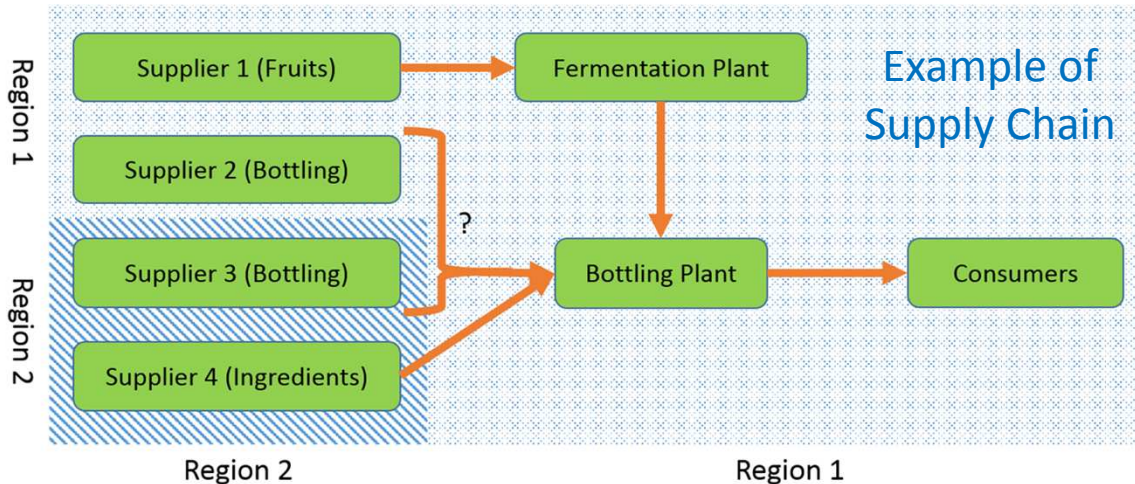 Supplier 1 (Fruits)
Fermentation Plant
Example of
Supply Chain
Region 1
Supplier 2 (Bottling)
?
Supplier 3 (Bottling)
Bottling Plant
Consumers
Region 2
Supplier 4 (Ingredients)
Region 2
Region 1